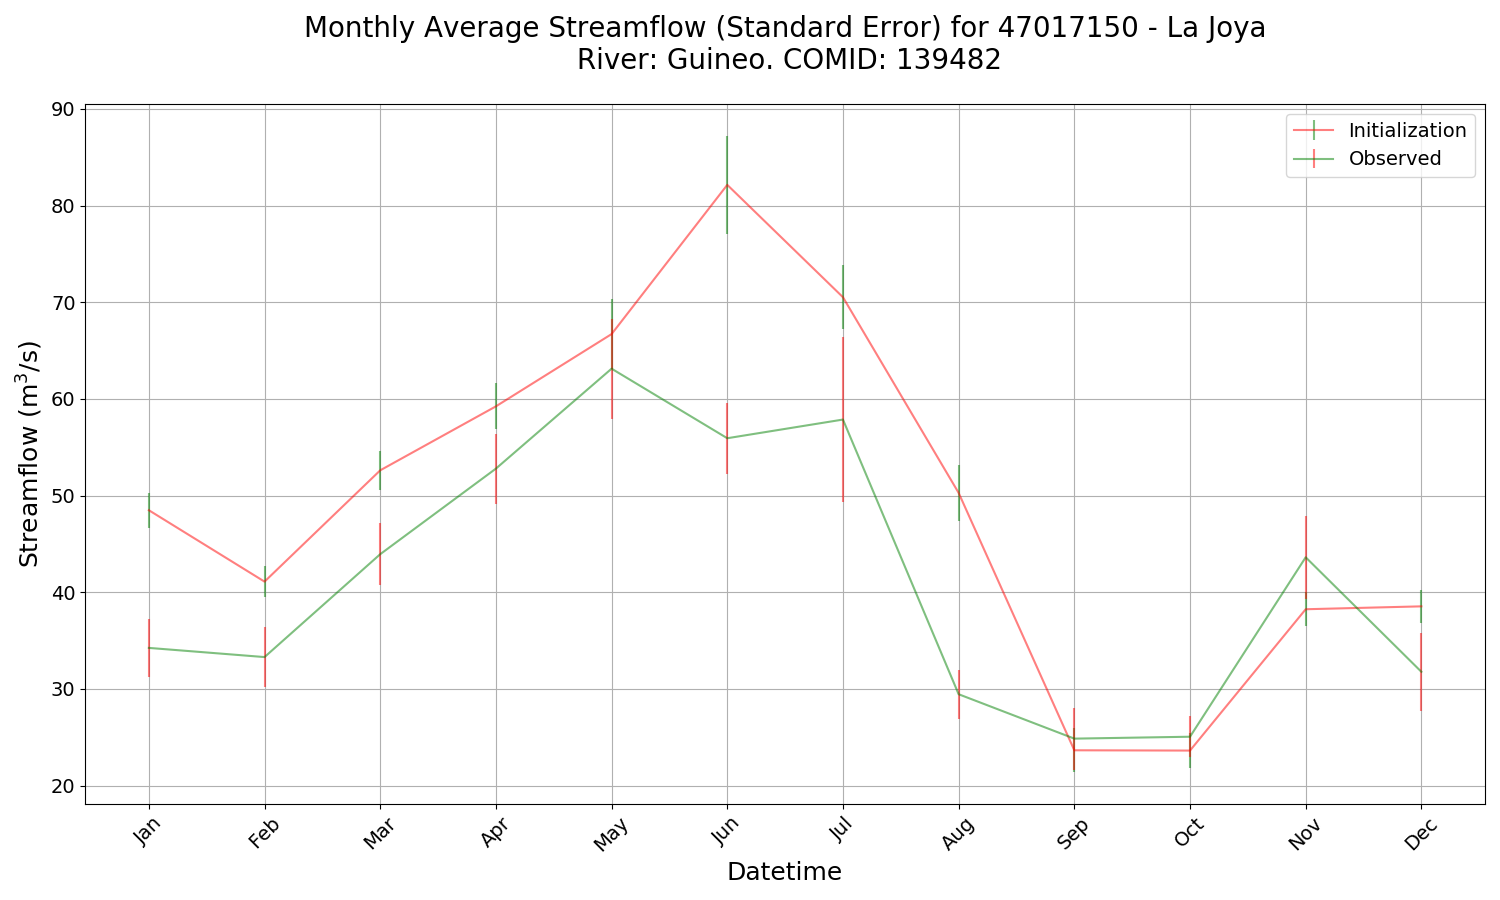 Monthly Average Streamflow (Standard Error) for 47017150 - La Joya
River: Guineo. COMID: 139482
Initialization
Observed
Streamflow (m³/s)
90
80
70
60
50
40
30
20
Jan
Feb
Mar
Apr
May
Jun
Jul
Aug
Sep
Oct
Nov
Dec
Datetime